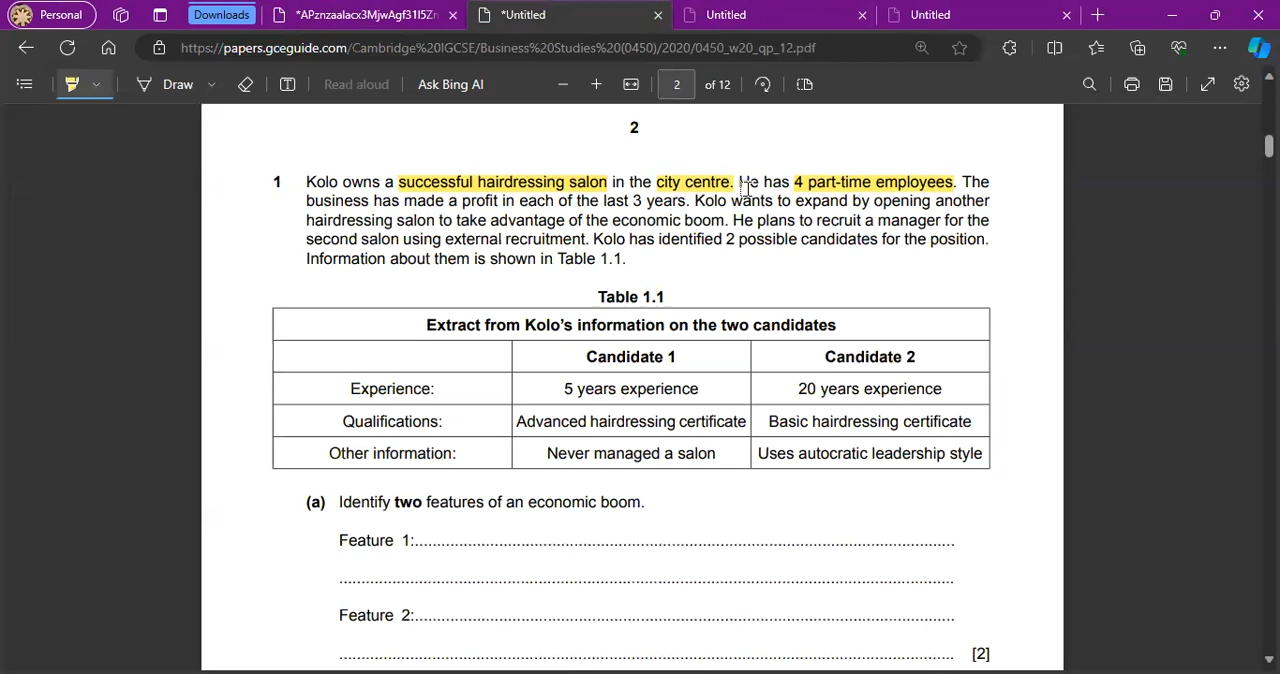 Personal
Downloads
*APznzaalacx3MjwAgf31l5Zr
*Untitled
Untitled
Untitled
https://papers.gceguide.com/Cambridge%20IGCSE/Business%20Studies%20(0450)/2020/0450_w20_qp_12.pdf
Draw
Read aloud
Ask Bing AI
2
of 12
2
1 Kolo owns a successful hairdressing salon in the city centre. He has 4 part-time employees. The
business has made a profit in each of the last 3 years. Kolo wants to expand by opening another
hairdressing salon to take advantage of the economic boom. He plans to recruit a manager for the
second salon using external recruitment. Kolo has identified 2 possible candidates for the position.
Information about them is shown in Table 1.1.
Table 1.1
Extract from Kolo's information on the two candidates
Candidate 1 Candidate 2
Experience: 5 years experience 20 years experience
Qualifications: Advanced hairdressing certificate Basic hairdressing certificate
Other information: Never managed a salon Uses autocratic leadership style
(a) Identify two features of an economic boom.
Feature 1:
Feature 2:
[2]